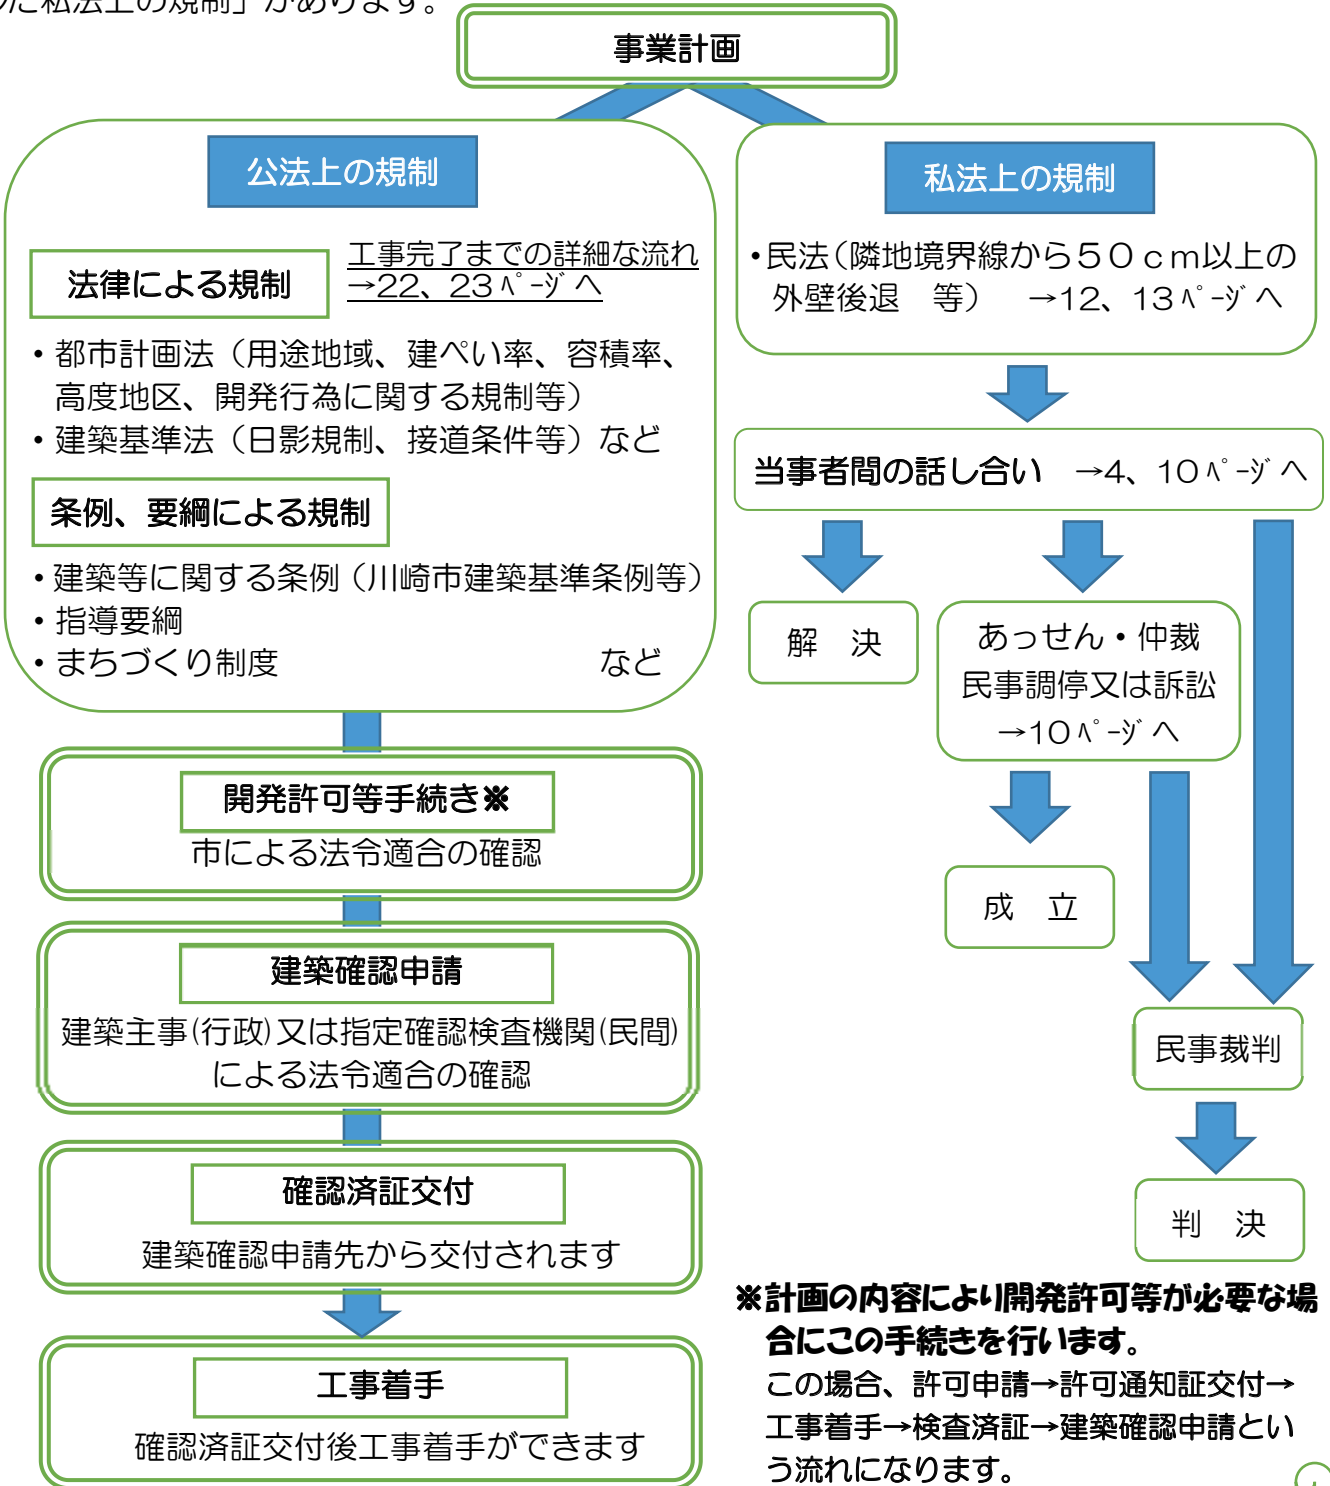 た私法上の規制」があります。
事業計画
公法上の規制
法律による規制
工事完了までの詳細な流れ
→22、23ﾍﾟｰｼﾞへ
・都市計画法（用途地域、建ぺい率、容積率、
高度地区、開発行為に関する規制等）
・建築基準法（日影規制、接道条件等）など
条例、要綱による規制
・建築等に関する条例（川崎市建築基準条例等）
・指導要綱
・まちづくり制度　など
開発許可等手続き※
市による法令適合の確認
建築確認申請
建築主事(行政)又は指定確認検査機関(民間)
による法令適合の確認
確認済証交付
建築確認申請先から交付されます
工事着手
確認済証交付後工事着手ができます
私法上の規制
・民法（隣地境界線から５０ｃｍ以上の
外壁後退　等）　→12、13ﾍﾟｰｼﾞへ
当事者間の話し合い　→4、10ﾍﾟｰｼﾞへ
解　決
あっせん・仲裁
民事調停又は訴訟
→10ﾍﾟｰｼﾞへ
成　立
民事裁判
判　決
※計画の内容により開発許可等が必要な場
合にこの手続きを行います。
この場合、許可申請→許可通知証交付→
工事着手→検査済証→建築確認申請とい
う流れになります。